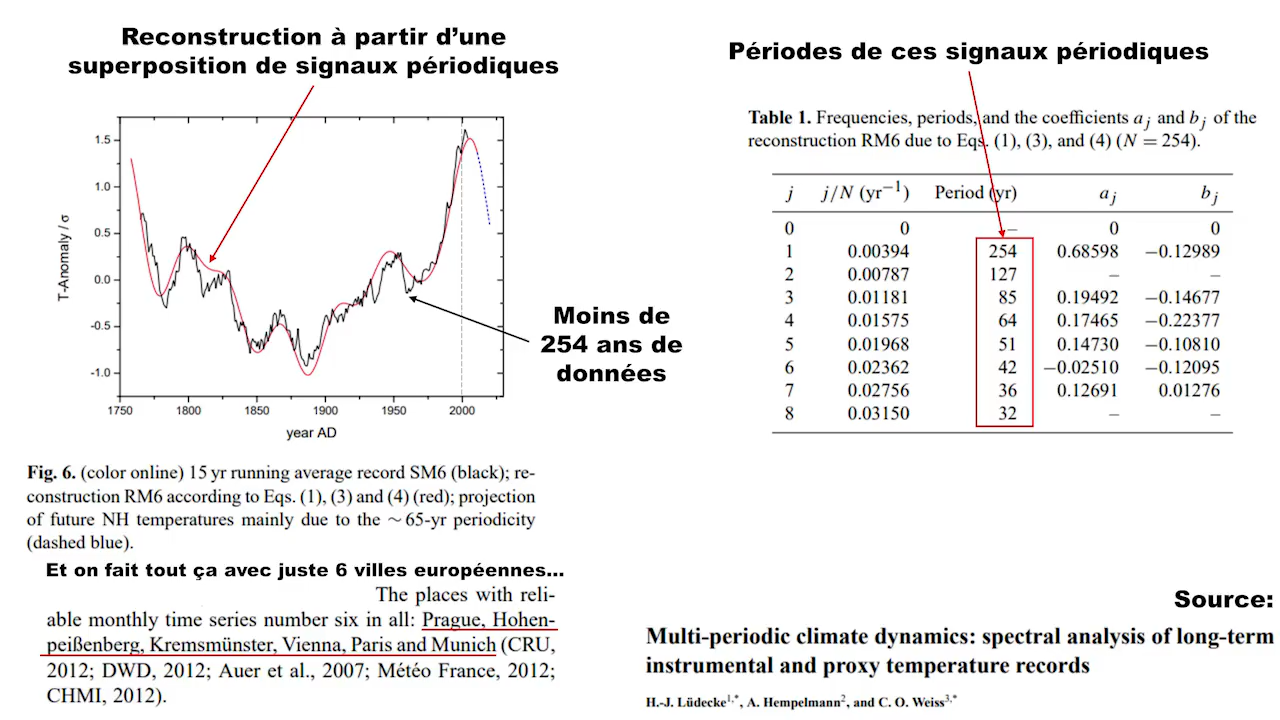 Reconstruction à partir d'une
superposition de signaux périodiques
T-Anomaly / σ
1.5
1.0
0.5
0.0
-0.5
-1.0
1750 1800 1850 1900 1950 2000
year AD
Moins de
254 ans de
données
Fig. 6. (color online) 15 yr running average record SM6 (black); re-
construction RM6 according to Eqs. (1), (3) and (4) (red); projection
of future NH temperatures mainly due to the ∼ 65-yr periodicity
(dashed blue).
Et on fait tout ça avec juste 6 villes européennes...
The places with reli-
able monthly time series number six in all: Prague, Hohen-
peißenberg, Kremsmünster, Vienna, Paris and Munich (CRU,
2012; DWD, 2012; Auer et al., 2007; Météo France, 2012;
CHMI, 2012).
Périodes de ces signaux périodiques
Table 1. Frequencies, periods, and the coefficients aj and bj of the
reconstruction RM6 due to Eqs. (1), (3), and (4) (N = 254).
j j/N (yr−1) Period (yr) aj bj
0 0 – 0 0
1 0.00394 254 0.68598 −0.12989
2 0.00787 127 – –
3 0.01181 85 0.19492 −0.14677
4 0.01575 64 0.17465 −0.22377
5 0.01968 51 0.14730 −0.10810
6 0.02362 42 −0.02510 −0.12095
7 0.02756 36 0.12691 0.01276
8 0.03150 32 – –
Source:
Multi-periodic climate dynamics: spectral analysis of long-term
instrumental and proxy temperature records
H.-J. Lüdecke1,*, A. Hempelmann2, and C. O. Weiss3,*